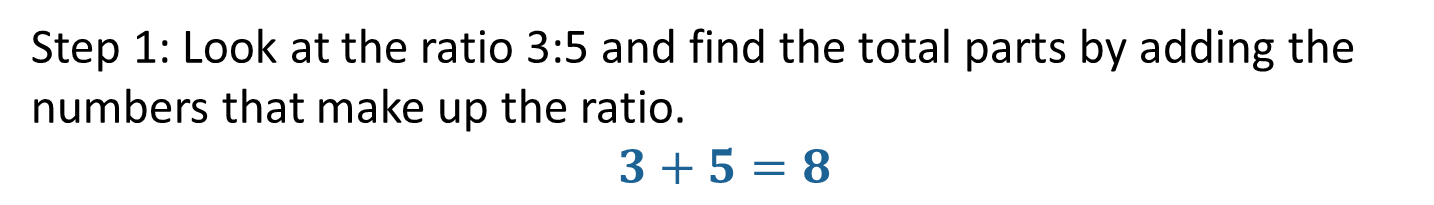 Step 1: Look at the ratio 3:5 and find the total parts by adding the
numbers that make up the ratio.
3 + 5 = 8